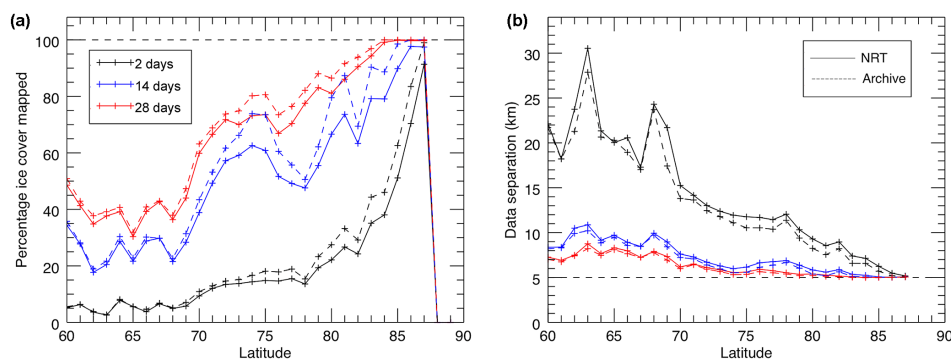 (a)
Percentage ice cover mapped
100
80
60
40
20
0
2 days
14 days
28 days
60 65 70 75 80 85 90
Latitude
(b)
Data separation (km)
30
25
20
15
10
5
0
NRT
Archive
60 65 70 75 80 85 90
Latitude